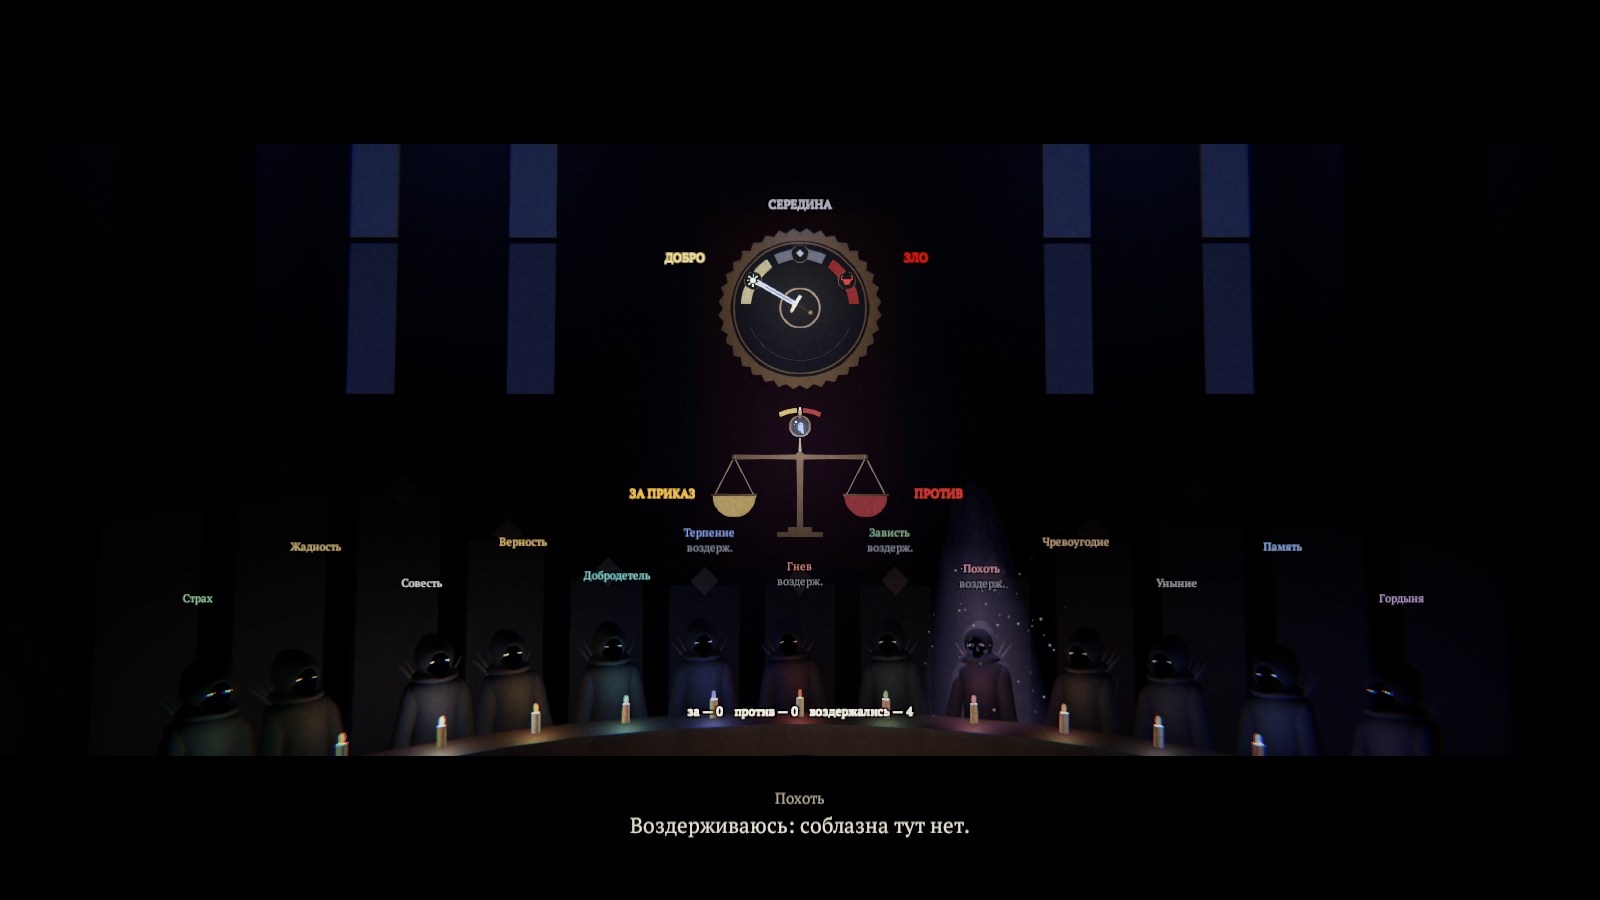 СЕРЕДИНА
ДОБРО
ЗЛО
ЗА ПРИКАЗ
ПРОТИВ
Терпение
воздерж.
Зависть
воздерж.
Жадность
Верность
Чревоугодие
Память
Гнев
воздерж.
Похоть
воздерж.
Совесть
Добродетель
Уныние
Страх
Гордыня
за — 0 против — 0 воздержались — 4
Похоть
Воздерживаюсь: соблазна тут нет.